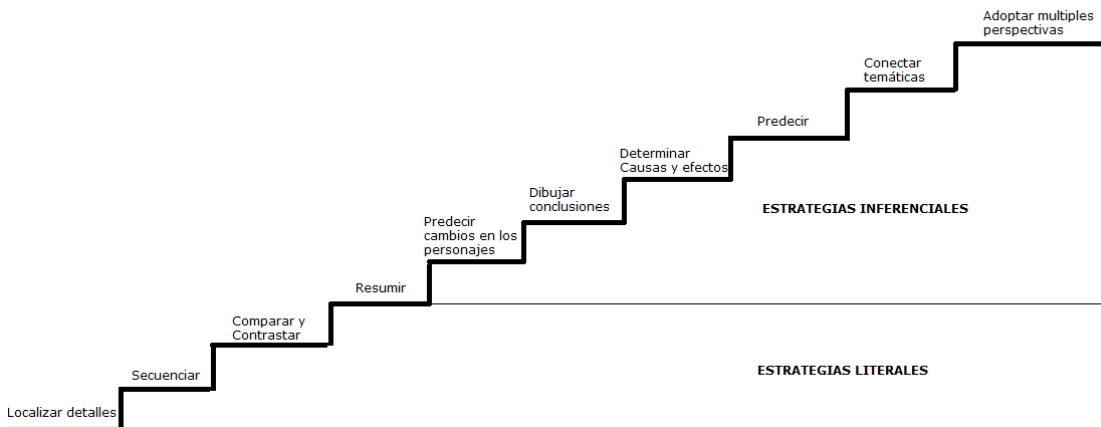 Adoptar multiples
perspectivas
Conectar
temáticas
Predecir
Determinar
Causas y efectos
Dibujar
conclusiones
ESTRATEGIAS INFERENCIALES
Predecir
cambios en los
personajes
Resumir
Comparar y
Contrastar
Secuenciar
ESTRATEGIAS LITERALES
Localizar detalles